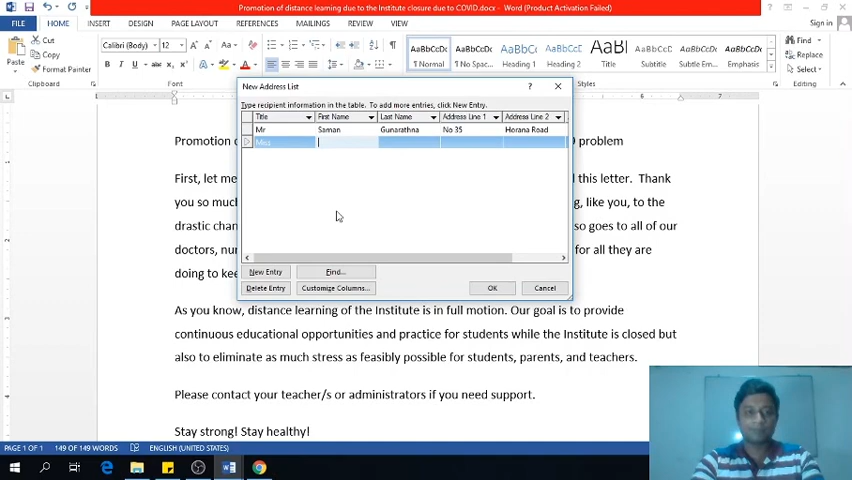 Promotion of distance learning due to the Institute closure due to COVID.docx - Word (Product Activation Failed)
FILE HOME INSERT DESIGN PAGE LAYOUT REFERENCES MAILINGS REVIEW VIEW Sign in
Cut
Copy
Format Painter
Paste
Clipboard
Calibri (Body) 12
Font
AaBbCcDc AaBbCcDc AaBbC AaBbCc AaBl AaBbCcD AaBbCcDc AaBbCcDc
¶ Normal ¶ No Spac... Heading 1 Heading 2 Title Subtitle Subtle Em... Emphasis
Styles
Find
Replace
Select
Editing
New Address List
Type recipient information in the table. To add more entries, click New Entry.
Title First Name Last Name Address Line 1 Address Line 2
Mr Saman Gunarathna No 35 Horana Road
Miss
New Entry Find...
Delete Entry Customize Columns... OK Cancel
Promotion problem
First, let me this letter. Thank
you so much g, like you, to the
drastic chan so goes to all of our
doctors, nu for all they are
doing to kee
As you know, distance learning of the Institute is in full motion. Our goal is to provide
continuous educational opportunities and practice for students while the Institute is closed but
also to eliminate as much stress as feasibly possible for students, parents, and teachers.
Please contact your teacher/s or administrators if you need support.
Stay strong! Stay healthy!
PAGE 1 OF 1 149 OF 149 WORDS ENGLISH (UNITED STATES)